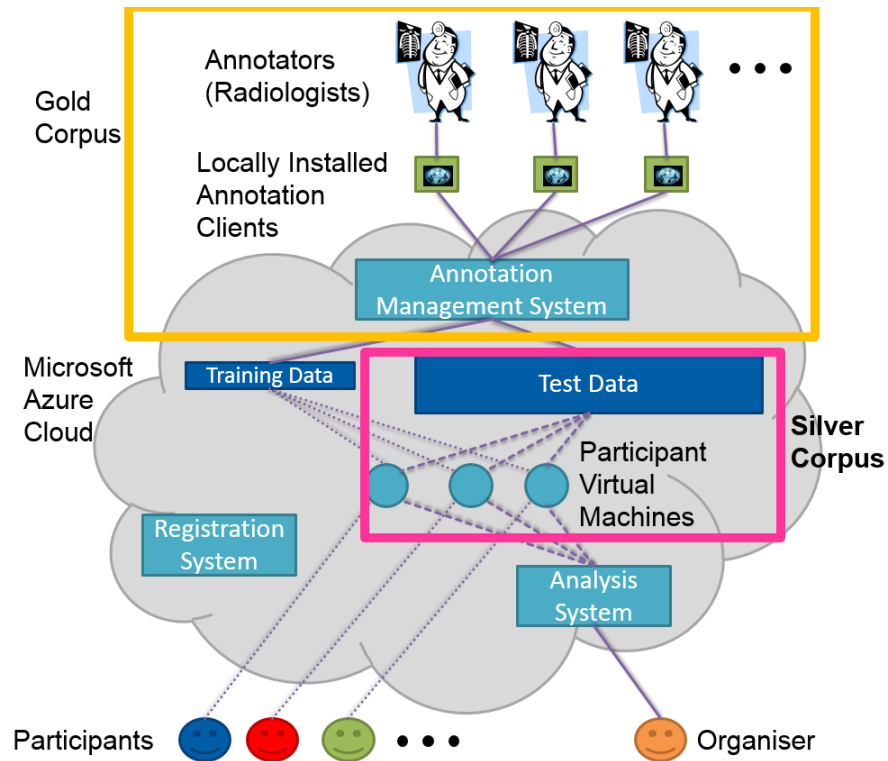 Annotators
(Radiologists)
Gold
Corpus
Locally Installed
Annotation
Clients
Annotation
Management System
Microsoft
Azure
Cloud
Training Data
Test Data
Silver
Corpus
Participant
Virtual
Machines
Registration
System
Analysis
System
Participants
Organiser